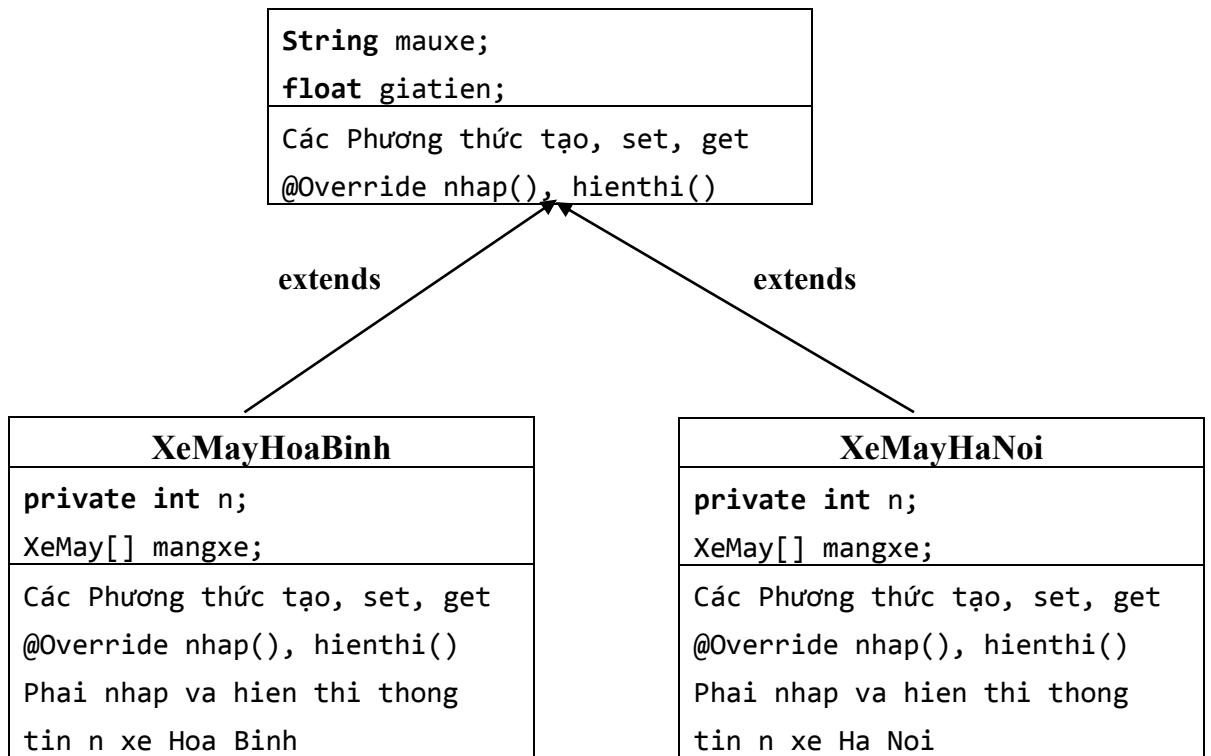 String mauxe;
float giatien;
Các Phương thức tạo, set, get
@Override nhap(), hienthi()
extends
extends
XeMayHoaBinh
private int n;
XeMay[] mangxe;
Các Phương thức tạo, set, get
@Override nhap(), hienthi()
Phai nhap va hien thi thong
tin n xe Hoa Binh
XeMayHaNoi
private int n;
XeMay[] mangxe;
Các Phương thức tạo, set, get
@Override nhap(), hienthi()
Phai nhap va hien thi thong
tin n xe Ha Noi